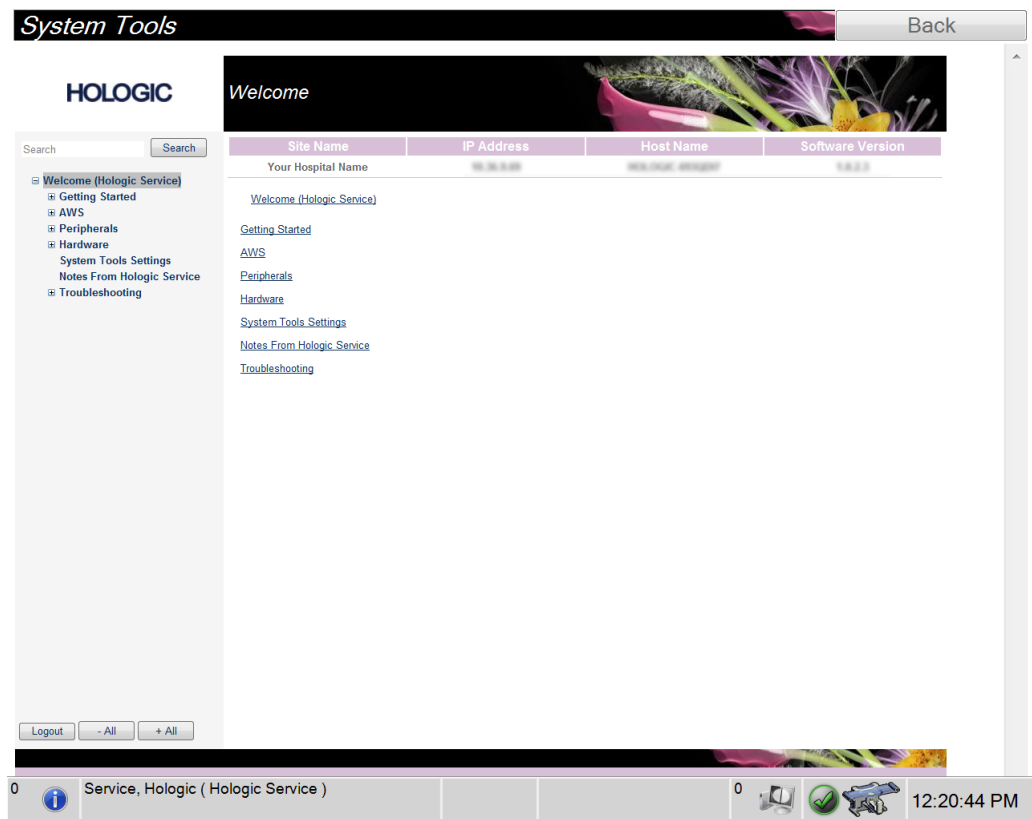 System Tools
Back
HOLOGIC
Welcome
Search
Search
Site Name
IP Address
Host Name
Software Version
Your Hospital Name
Welcome (Hologic Service)
Getting Started
AWS
Peripherals
Hardware
System Tools Settings
Notes From Hologic Service
Troubleshooting
Welcome (Hologic Service)
Getting Started
AWS
Peripherals
Hardware
System Tools Settings
Notes From Hologic Service
Troubleshooting
Logout
- All
+ All
0
Service, Hologic ( Hologic Service )
0
12:20:44 PM